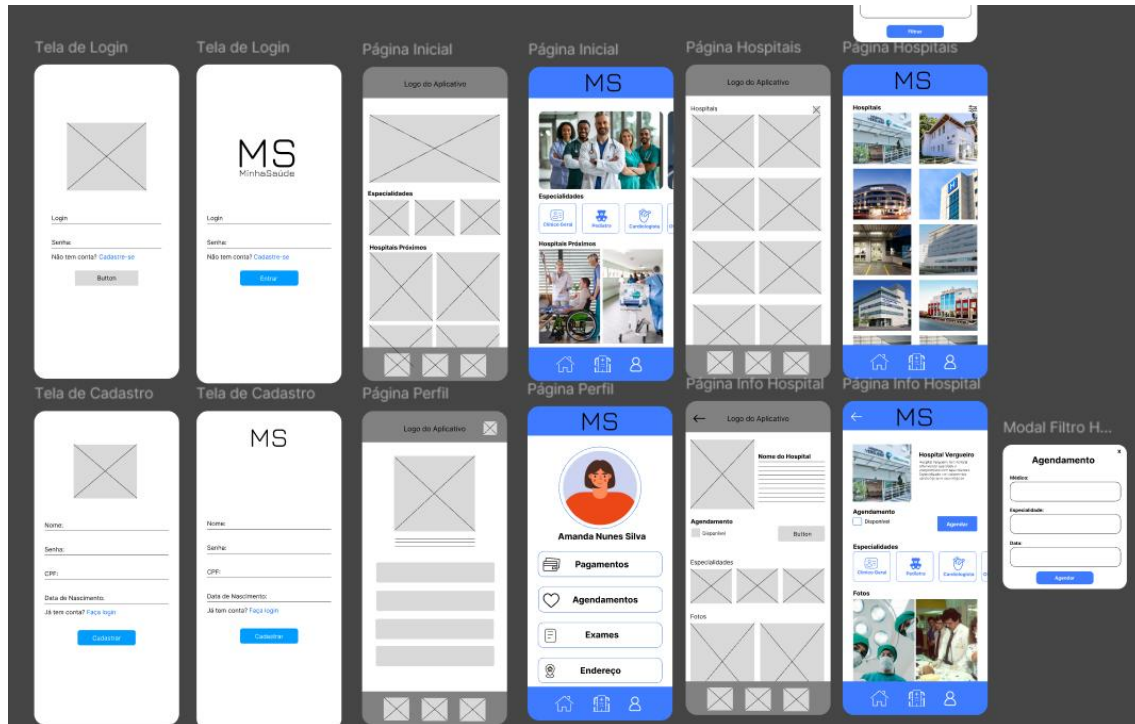 Filtrar
Tela de Login
Login
Senha:
Não tem conta? Cadastre-se
Button
Tela de Login
MS
MinhaSaúde
Login
Senha:
Não tem conta? Cadastre-se
Entrar
Página Inicial
Logo do Aplicativo
Especialidades
Hospitais Próximos
Página Inicial
MS
Especialidades
Clínico Geral
Pediatra
Cardiologista
Hospitais Próximos
Página Hospitais
Logo do Aplicativo
Hospitais
Página Hospitais
MS
Hospitais
Tela de Cadastro
Nome:
Senha:
CPF:
Data de Nascimento:
Já tem conta? Faça login
Cadastrar
Tela de Cadastro
MS
Nome:
Senha:
CPF:
Data de Nascimento:
Já tem conta? Faça login
Cadastrar
Página Perfil
Logo do Aplicativo
Página Perfil
MS
Amanda Nunes Silva
Pagamentos
Agendamentos
Exames
Endereço
Página Info Hospital
Logo do Aplicativo
Nome do Hospital
Agendamento
Disponível
Button
Especialidades
Fotos
Página Info Hospital
MS
Hospital Vergueiro
Agendamento
Disponível
Agendar
Especialidades
Clínico Geral
Pediatra
Cardiologista
Fotos
Modal Filtro H...
x
Agendamento
Médico:
Especialidade:
Data:
Agendar